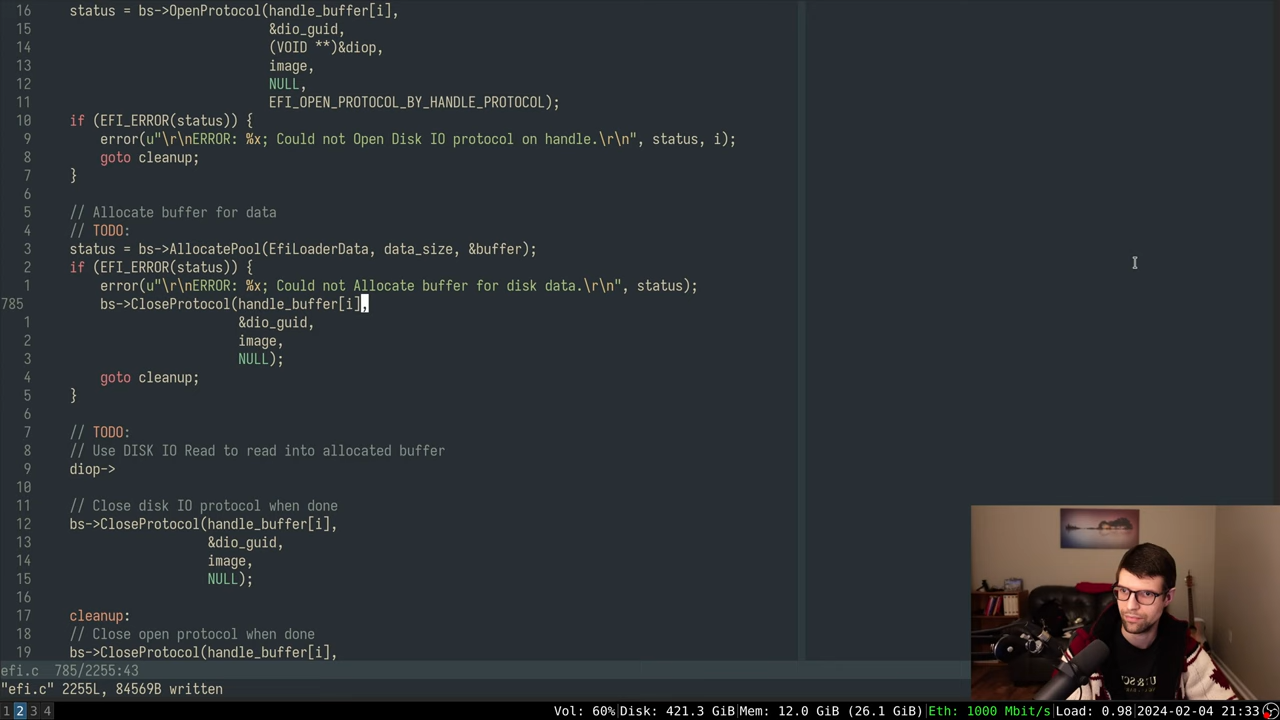 16 status = bs->OpenProtocol(handle_buffer[i],
15 &dio_guid,
14 (VOID **)&diop,
13 image,
12 NULL,
11 EFI_OPEN_PROTOCOL_BY_HANDLE_PROTOCOL);
10 if (EFI_ERROR(status)) {
9 error(u"\r\nERROR: %x; Could not Open Disk IO protocol on handle.\r\n", status, i);
8 goto cleanup;
7 }
6
5 // Allocate buffer for data
4 // TODO:
3 status = bs->AllocatePool(EfiLoaderData, data_size, &buffer);
2 if (EFI_ERROR(status)) {
1 error(u"\r\nERROR: %x; Could not Allocate buffer for disk data.\r\n", status);
785 bs->CloseProtocol(handle_buffer[i],
1 &dio_guid,
2 image,
3 NULL);
4 goto cleanup;
5 }
6
7 // TODO:
8 // Use DISK IO Read to read into allocated buffer
9 diop->
10
11 // Close disk IO protocol when done
12 bs->CloseProtocol(handle_buffer[i],
13 &dio_guid,
14 image,
15 NULL);
16
17 cleanup:
18 // Close open protocol when done
19 bs->CloseProtocol(handle_buffer[i],
efi.c 785/2255:43
"efi.c" 2255L, 84569B written
1 2 3 4 Vol: 60% Disk: 421.3 GiB Mem: 12.0 GiB (26.1 GiB) Eth: 1000 Mbit/s Load: 0.98 2024-02-04 21:33